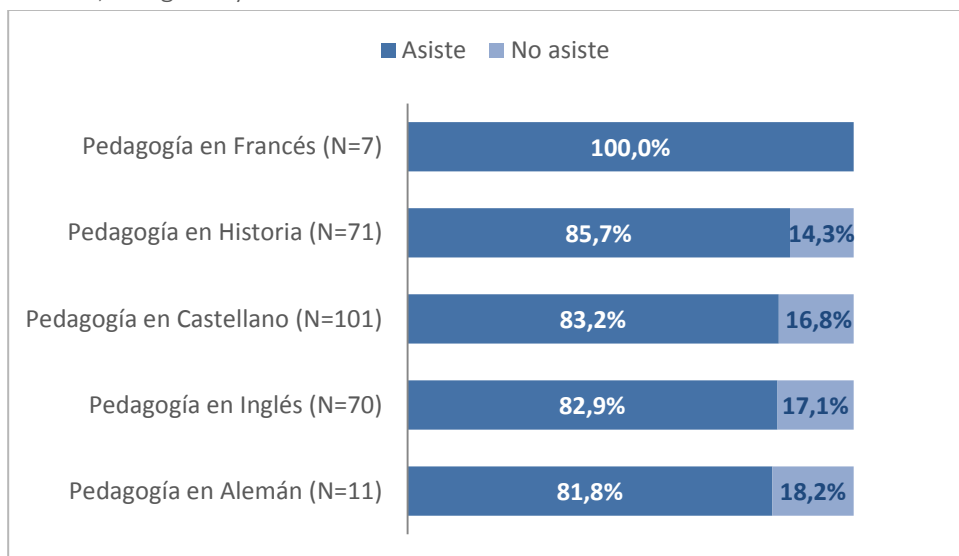 Asiste No asiste
Pedagogía en Francés (N=7) 100,0%
Pedagogía en Historia (N=71) 85,7% 14,3%
Pedagogía en Castellano (N=101) 83,2% 16,8%
Pedagogía en Inglés (N=70) 82,9% 17,1%
Pedagogía en Alemán (N=11) 81,8% 18,2%